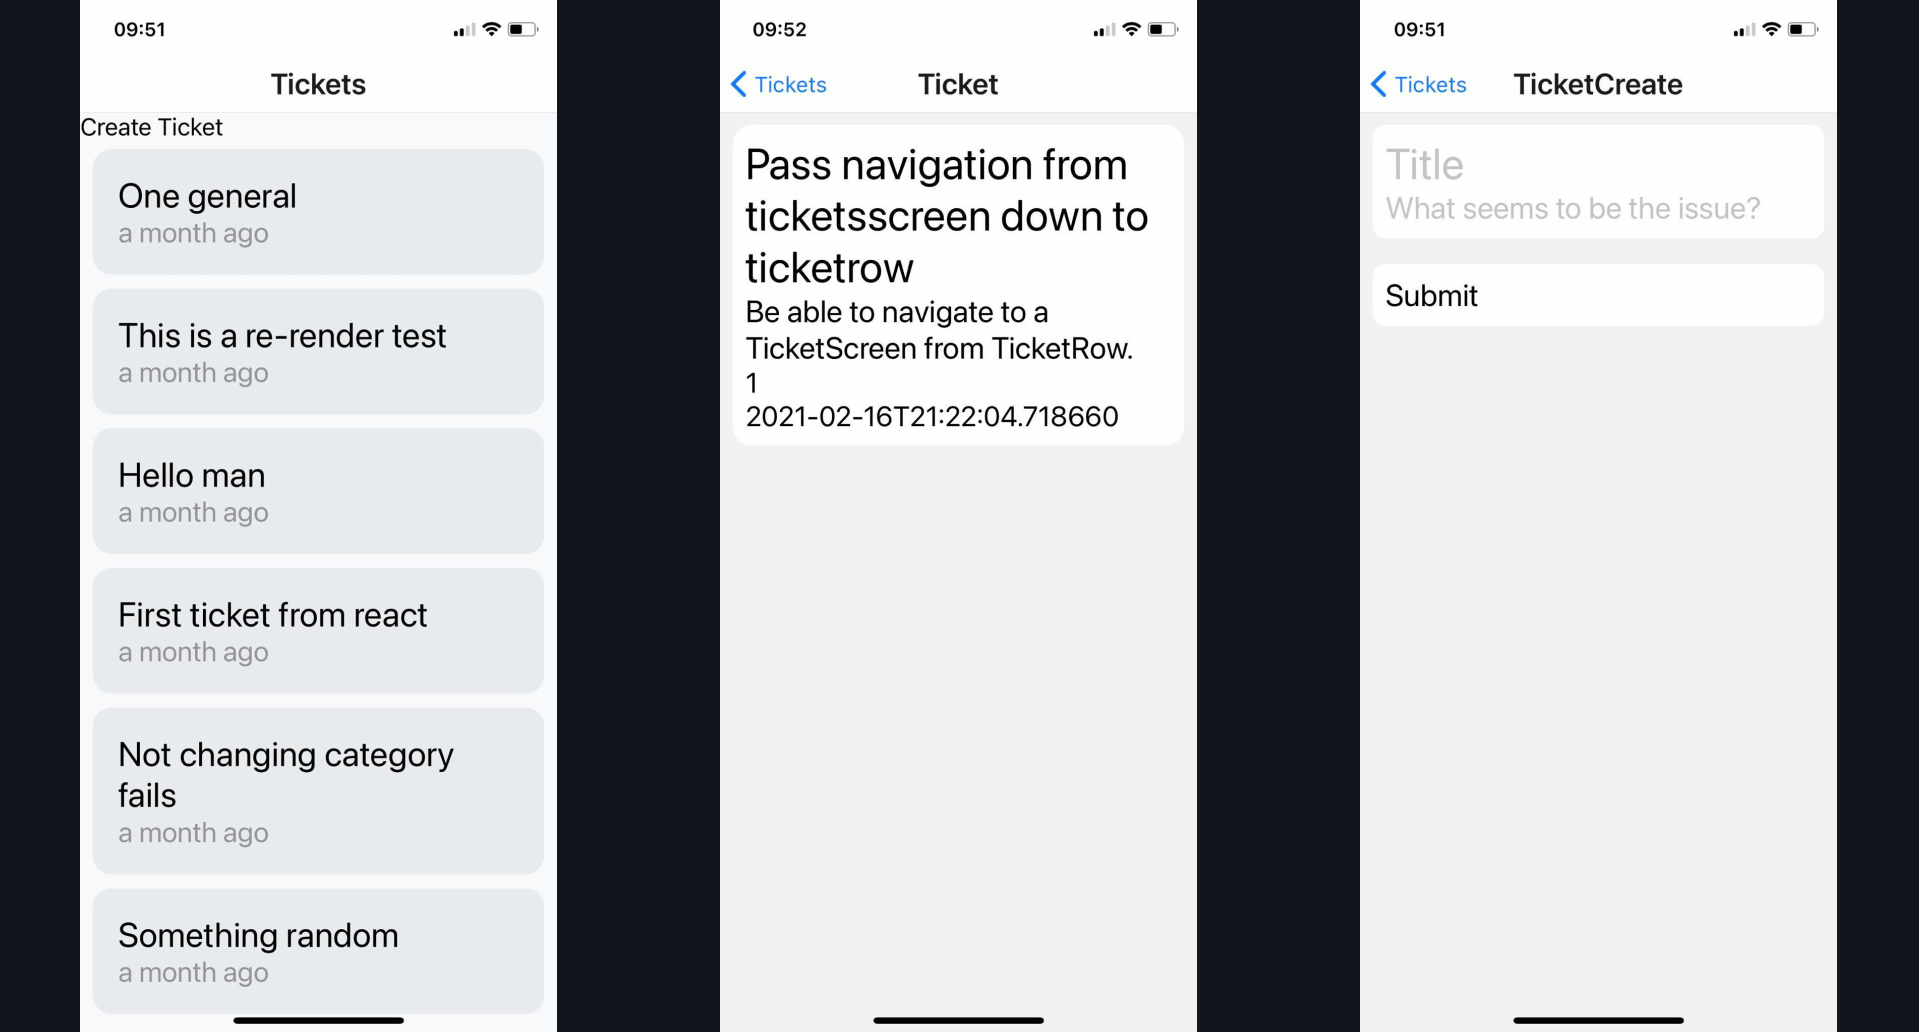 09:51
Tickets
Create Ticket
One general
a month ago
This is a re-render test
a month ago
Hello man
a month ago
First ticket from react
a month ago
Not changing category
fails
a month ago
Something random
a month ago
09:52
Tickets
Ticket
Pass navigation from
ticketsscreen down to
ticketrow
Be able to navigate to a
TicketScreen from TicketRow.
1
2021-02-16T21:22:04.718660
09:51
Tickets
TicketCreate
Title
What seems to be the issue?
Submit